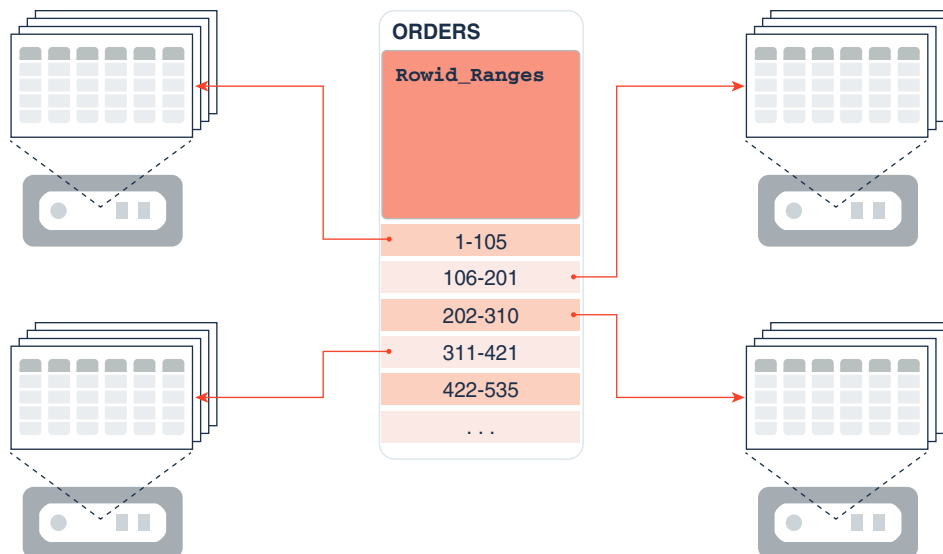 ORDERS
Rowid_Ranges
1-105
106-201
202-310
311-421
422-535
. . .